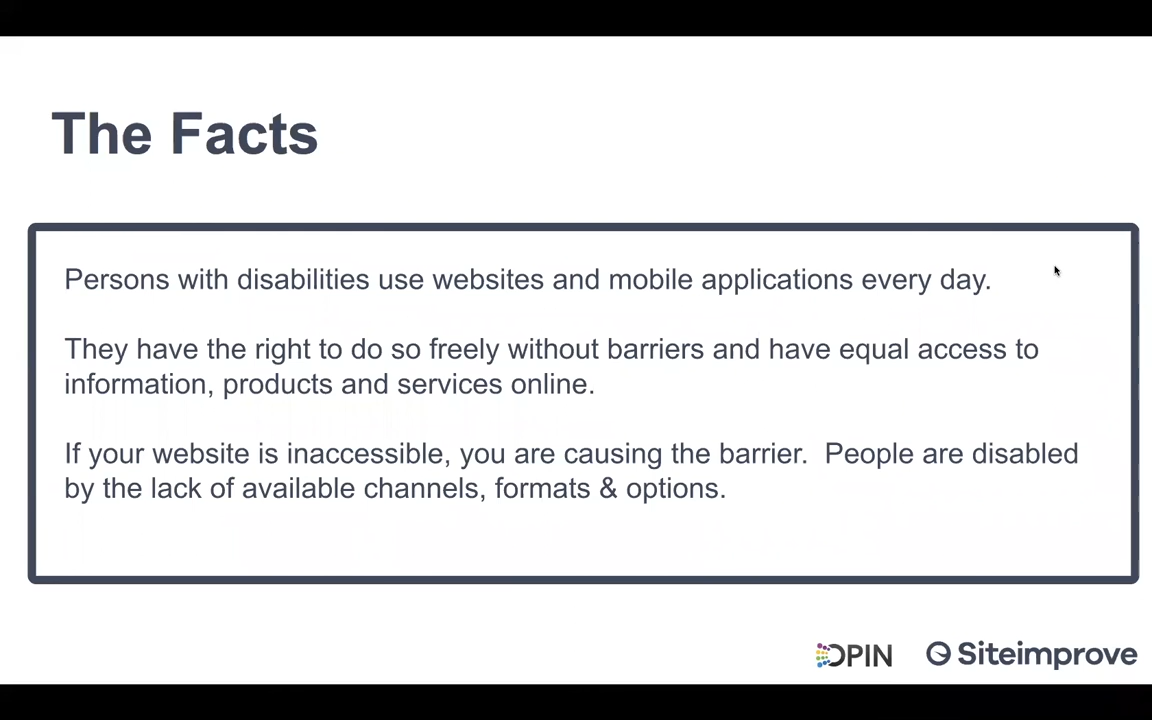 The Facts
Persons with disabilities use websites and mobile applications every day.
They have the right to do so freely without barriers and have equal access to
information, products and services online.
If your website is inaccessible, you are causing the barrier.  People are disabled
by the lack of available channels, formats & options.
DPIN
Siteimprove